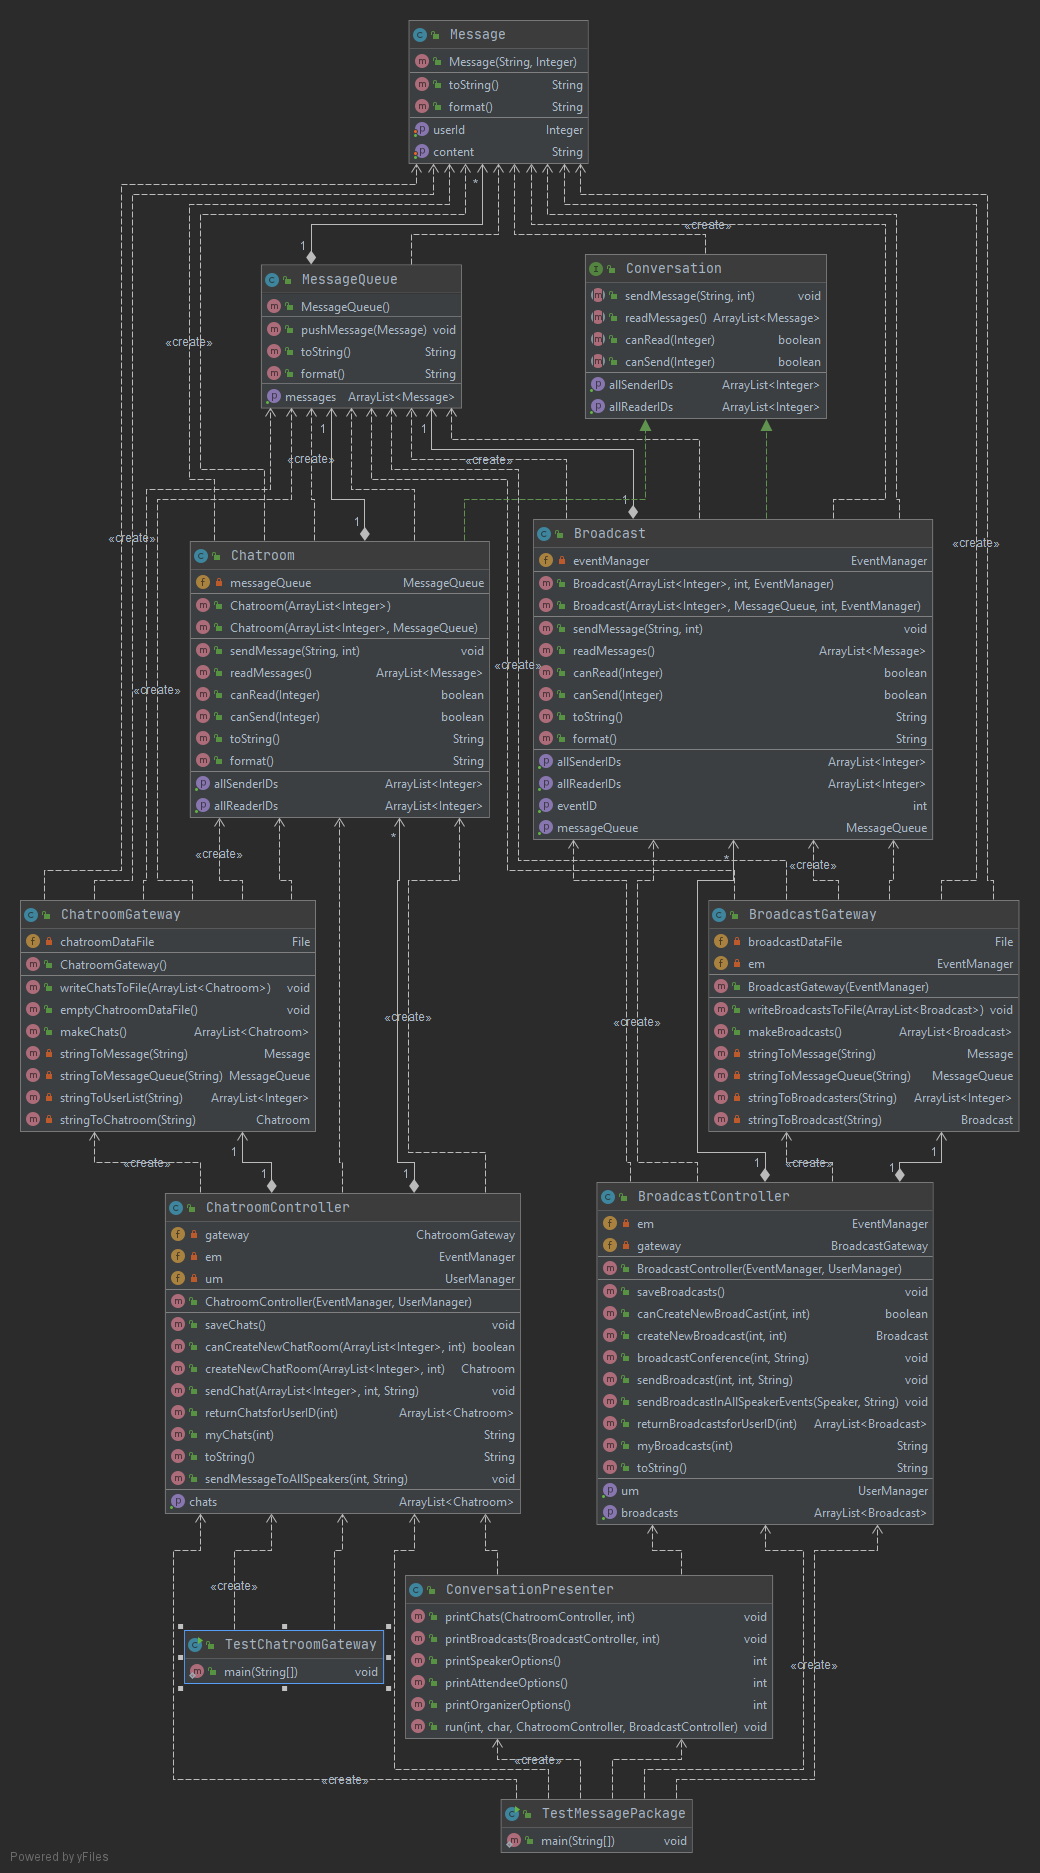 Message
Message(String, Integer)
toString() String
format() String
userId Integer
content String
*
«create»
1
MessageQueue
MessageQueue()
pushMessage(Message) void
toString() String
format() String
messages ArrayList<Message>
Conversation
sendMessage(String, int) void
readMessages() ArrayList<Message>
canRead(Integer) boolean
canSend(Integer) boolean
allSenderIDs ArrayList<Integer>
allReaderIDs ArrayList<Integer>
«create»
1
1
«create»
«create»
1
1
«create»
«create»
Chatroom
messageQueue MessageQueue
Chatroom(ArrayList<Integer>)
Chatroom(ArrayList<Integer>, MessageQueue)
sendMessage(String, int) void
readMessages() ArrayList<Message>
canRead(Integer) boolean
canSend(Integer) boolean
toString() String
format() String
allSenderIDs ArrayList<Integer>
allReaderIDs ArrayList<Integer>
Broadcast
eventManager EventManager
Broadcast(ArrayList<Integer>, int, EventManager)
Broadcast(ArrayList<Integer>, MessageQueue, int, EventManager)
sendMessage(String, int) void
readMessages() ArrayList<Message>
canRead(Integer) boolean
canSend(Integer) boolean
toString() String
format() String
allSenderIDs ArrayList<Integer>
allReaderIDs ArrayList<Integer>
eventID int
messageQueue MessageQueue
«create»
«create»
*
«create»
*
«create»
ChatroomGateway
chatroomDataFile File
ChatroomGateway()
writeChatsToFile(ArrayList<Chatroom>) void
emptyChatroomDataFile() void
makeChats() ArrayList<Chatroom>
stringToMessage(String) Message
stringToMessageQueue(String) MessageQueue
stringToUserList(String) ArrayList<Integer>
stringToChatroom(String) Chatroom
BroadcastGateway
broadcastDataFile File
em EventManager
BroadcastGateway(EventManager)
writeBroadcastsToFile(ArrayList<Broadcast>) void
makeBroadcasts() ArrayList<Broadcast>
stringToMessage(String) Message
stringToMessageQueue(String) MessageQueue
stringToBroadcasters(String) ArrayList<Integer>
stringToBroadcast(String) Broadcast
«create»
«create»
1
«create»
1
1
1
«create»
1
1
1
ChatroomController
gateway ChatroomGateway
em EventManager
um UserManager
ChatroomController(EventManager, UserManager)
saveChats() void
canCreateNewChatRoom(ArrayList<Integer>, int) boolean
createNewChatRoom(ArrayList<Integer>, int) Chatroom
sendChat(ArrayList<Integer>, int, String) void
returnChatsforUserID(int) ArrayList<Chatroom>
myChats(int) String
toString() String
sendMessageToAllSpeakers(int, String) void
chats ArrayList<Chatroom>
BroadcastController
em EventManager
gateway BroadcastGateway
BroadcastController(EventManager, UserManager)
saveBroadcasts() void
canCreateNewBroadCast(int, int) boolean
createNewBroadcast(int, int) Broadcast
broadcastConference(int, String) void
sendBroadcast(int, int, String) void
sendBroadcastInAllSpeakerEvents(Speaker, String) void
returnBroadcastsforUserID(int) ArrayList<Broadcast>
myBroadcasts(int) String
toString() String
um UserManager
broadcasts ArrayList<Broadcast>
«create»
TestChatroomGateway
main(String[]) void
ConversationPresenter
printChats(ChatroomController, int) void
printBroadcasts(BroadcastController, int) void
printSpeakerOptions() int
printAttendeeOptions() int
printOrganizerOptions() int
run(int, char, ChatroomController, BroadcastController) void
«create»
«create»
«create»
TestMessagePackage
main(String[]) void
Powered by yFiles